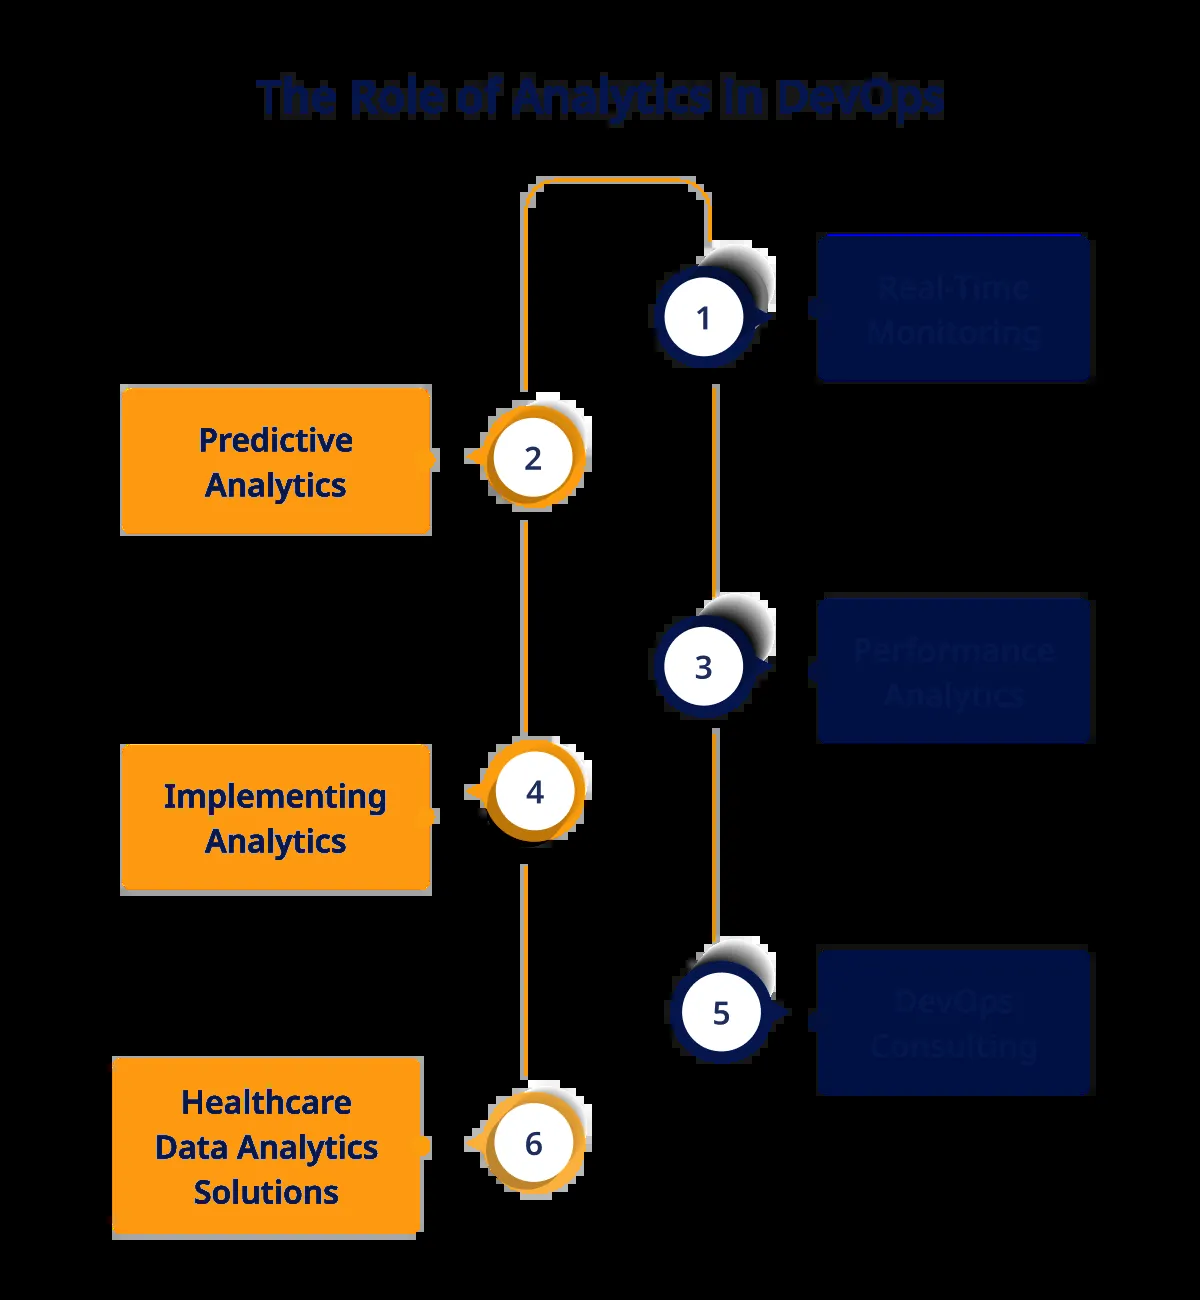 The Role of Analytics in DevOps
1
Real-Time
Monitoring
2
Predictive
Analytics
3
Performance
Analytics
4
Implementing
Analytics
5
DevOps
Consulting
6
Healthcare
Data Analytics
Solutions